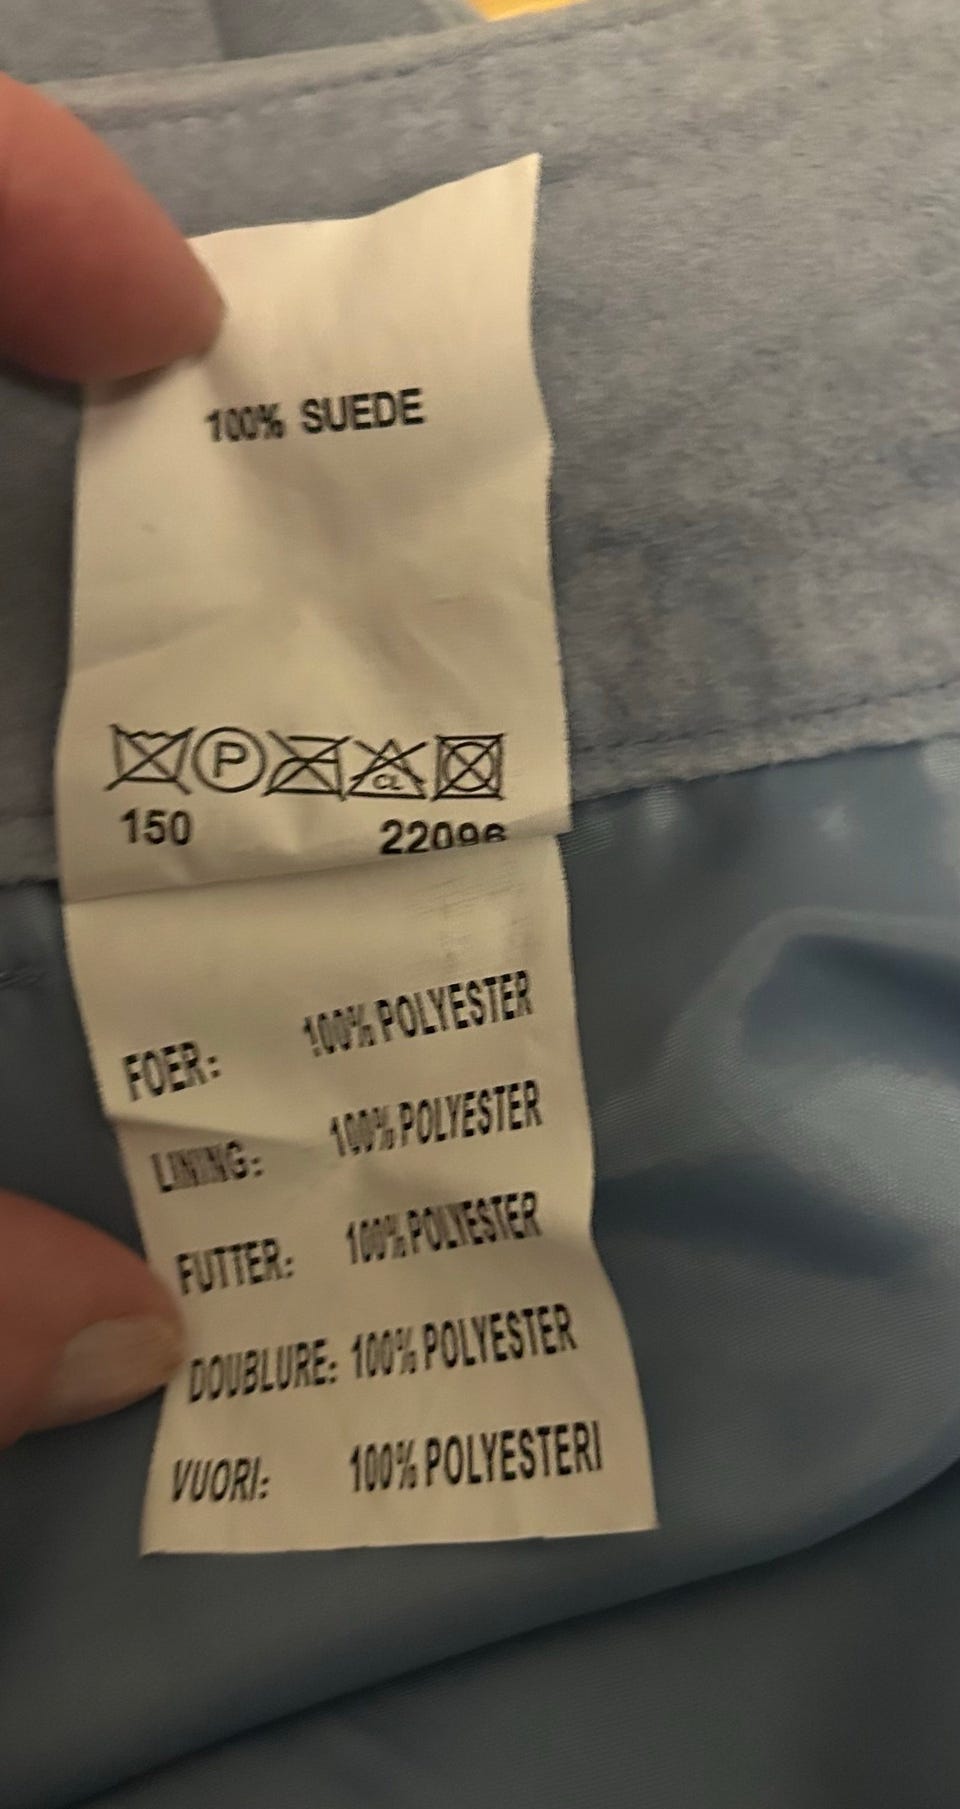 100% SUEDE
P CL
150 22096
FOER: 100% POLYESTER
LINING: 100% POLYESTER
FUTTER: 100% POLYESTER
DOUBLURE: 100% POLYESTER
VUORI: 100% POLYESTERI